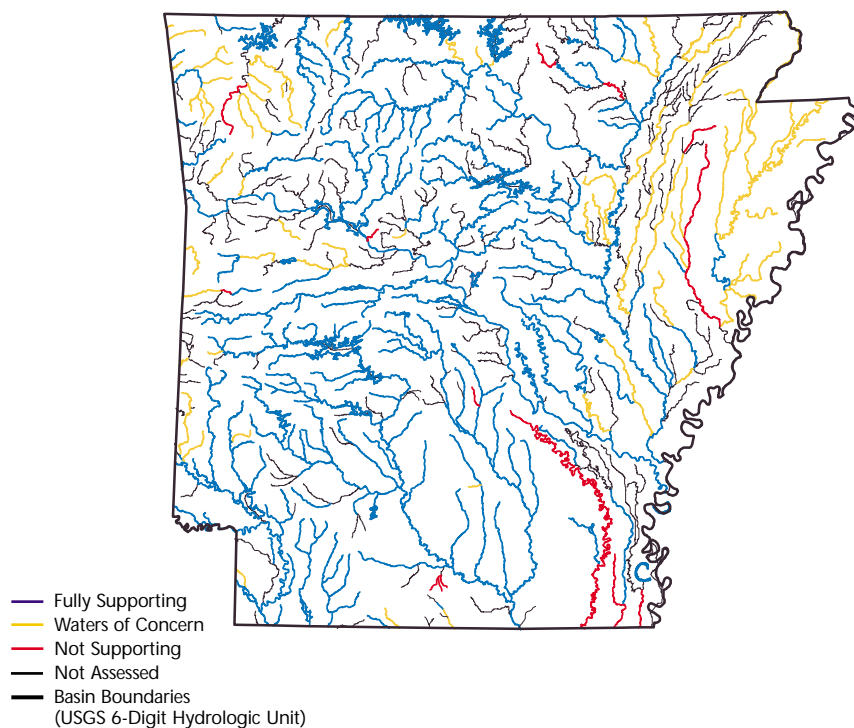 Fully Supporting
Waters of Concern
Not Supporting
Not Assessed
Basin Boundaries
(USGS 6-Digit Hydrologic Unit)